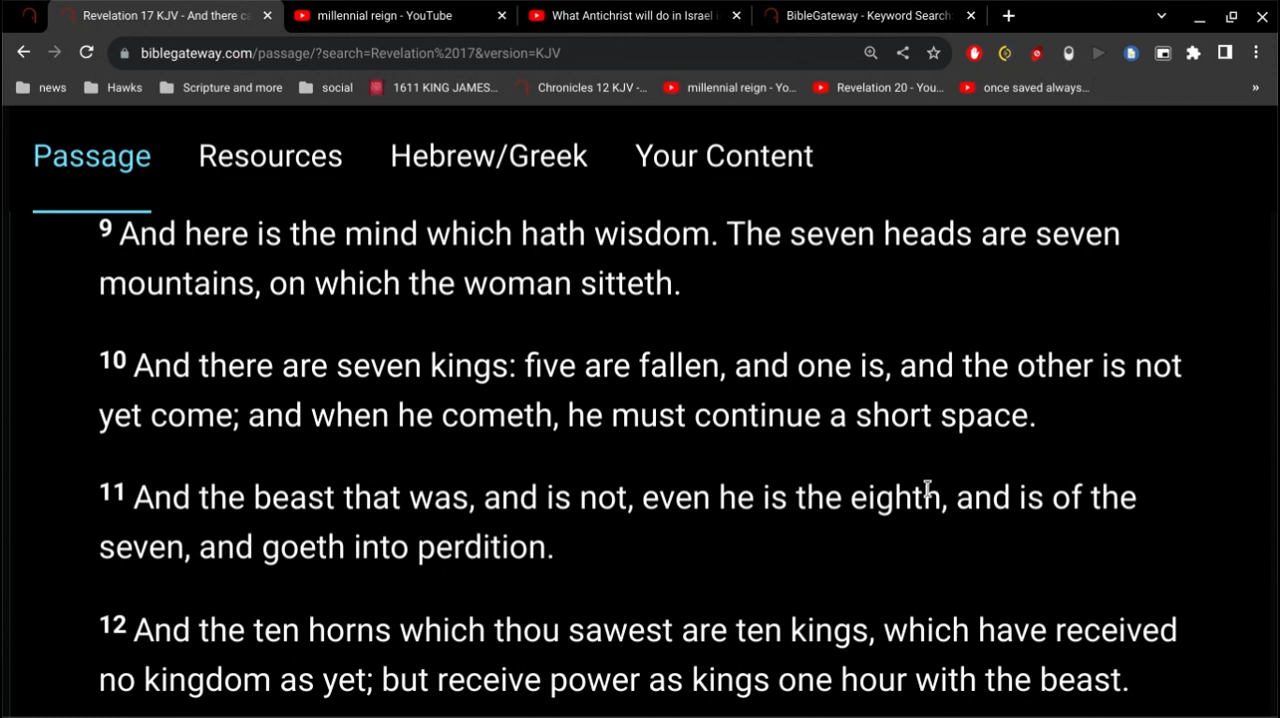 Revelation 17 KJV - And there c
millennial reign - YouTube
What Antichrist will do in Israel
BibleGateway - Keyword Search:
biblegateway.com/passage/?search=Revelation%2017&version=KJV
news Hawks Scripture and more social 1611 KING JAMES... Chronicles 12 KJV -... millennial reign - Yo... Revelation 20 - You... once saved always... »
Passage Resources Hebrew/Greek Your Content
9 And here is the mind which hath wisdom. The seven heads are seven
mountains, on which the woman sitteth.
10 And there are seven kings: five are fallen, and one is, and the other is not
yet come; and when he cometh, he must continue a short space.
11 And the beast that was, and is not, even he is the eighth, and is of the
seven, and goeth into perdition.
12 And the ten horns which thou sawest are ten kings, which have received
no kingdom as yet; but receive power as kings one hour with the beast.